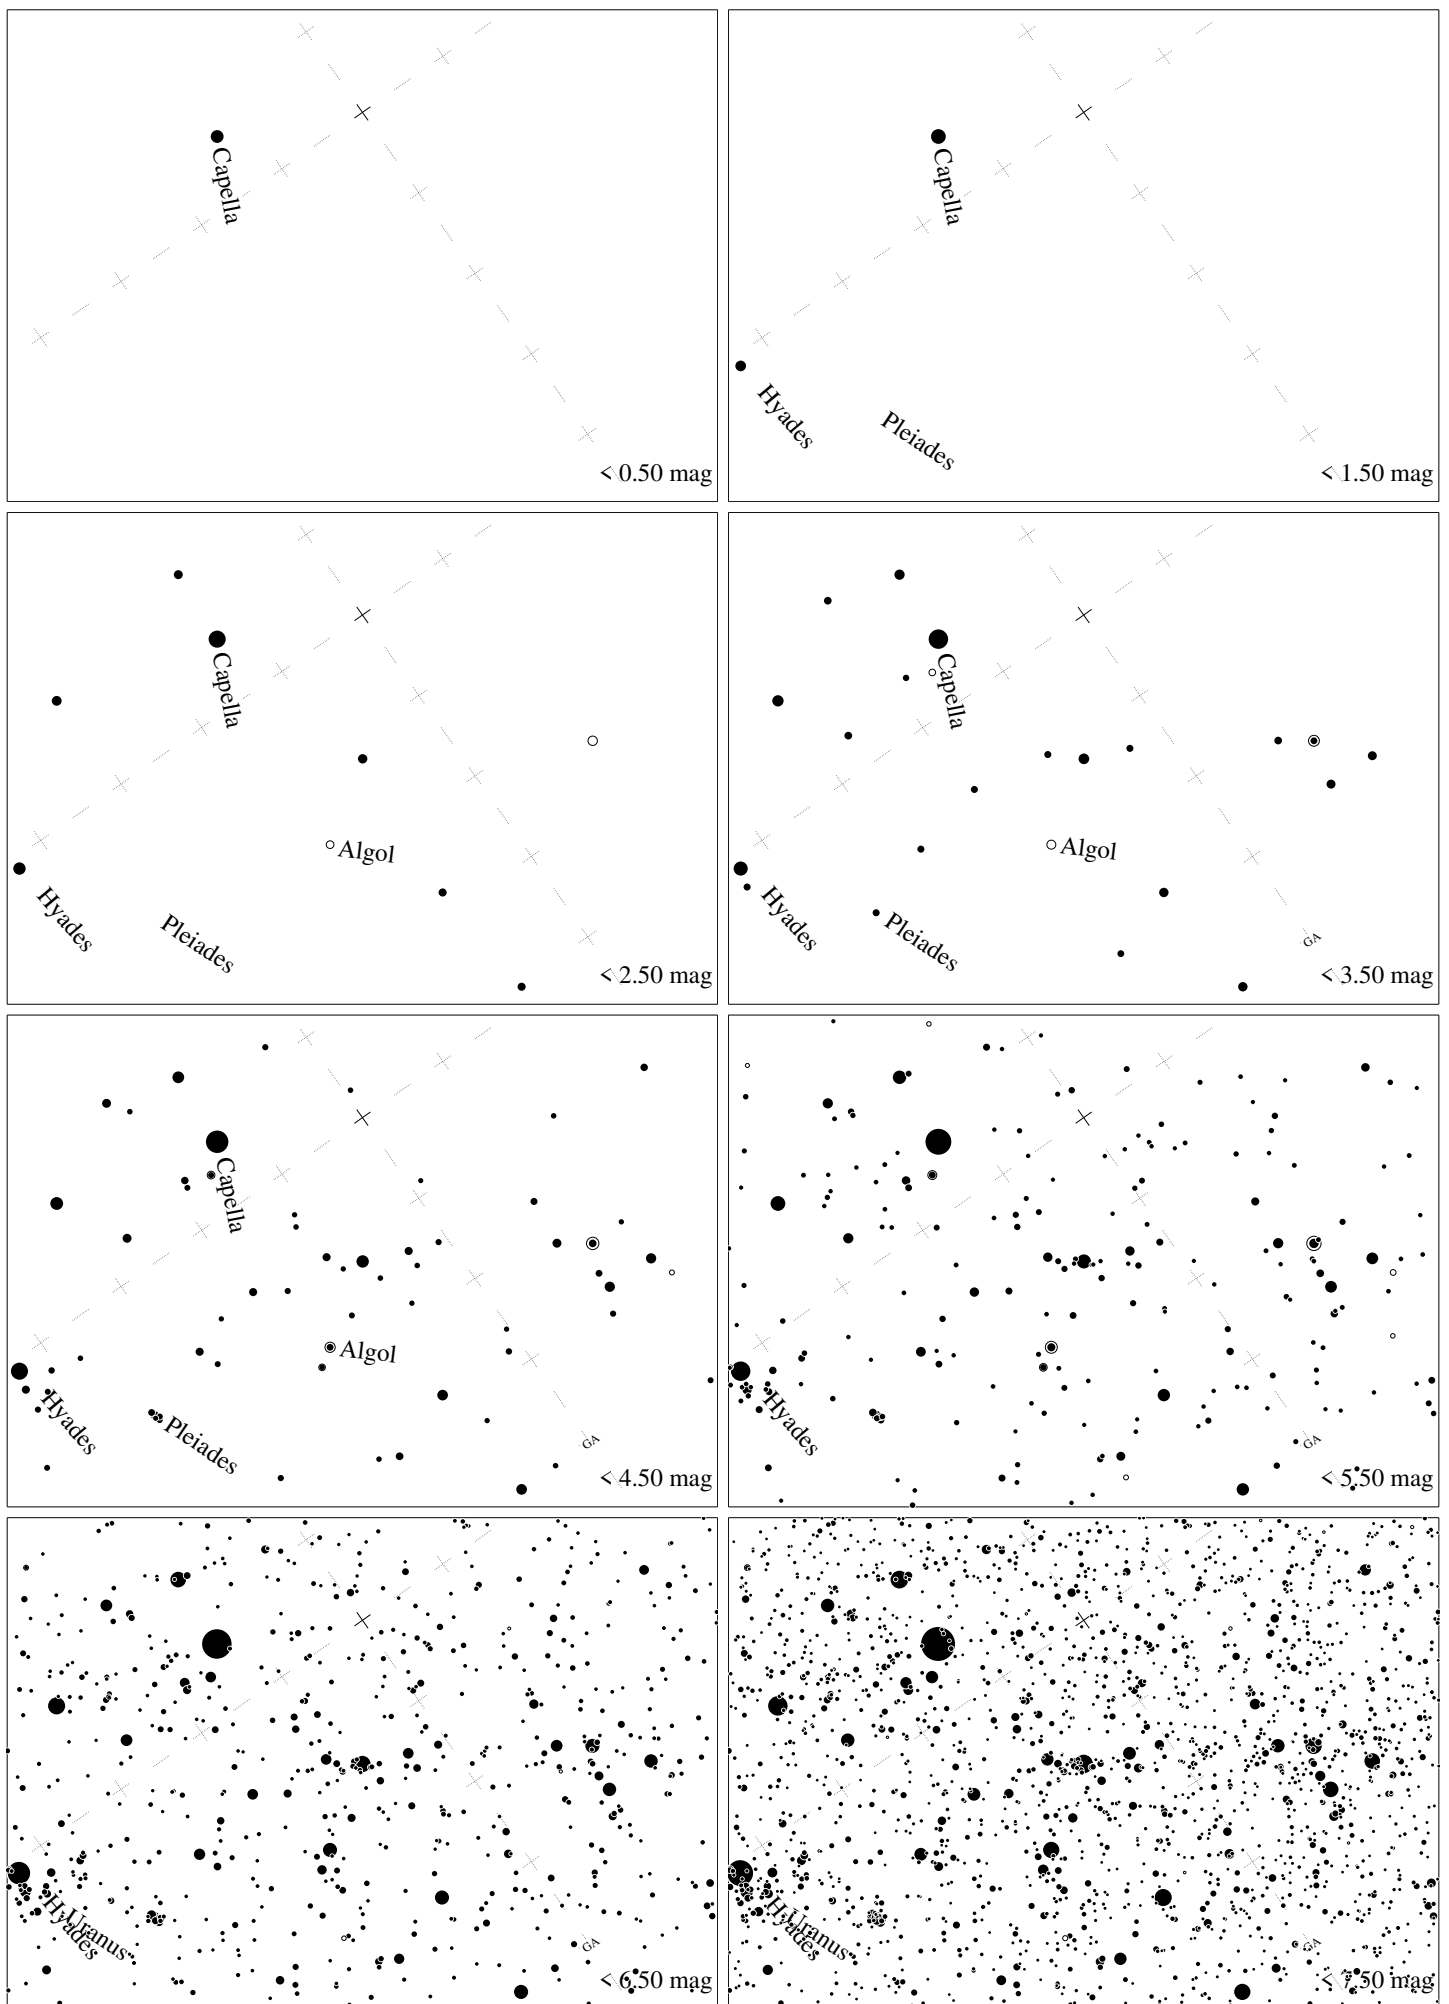 Capella
< 0.50 mag
Capella
Hyades
Pleiades
< 1.50 mag
Capella
Algol
Hyades
Pleiades
< 2.50 mag
Capella
Algol
Hyades
Pleiades
GA
< 3.50 mag
Capella
Algol
Hyades
Pleiades
GA
< 4.50 mag
Hyades
GA
< 5.50 mag
Hyades
Uranus
GA
< 6.50 mag
Hyades
Uranus
GA
< 7.50 mag